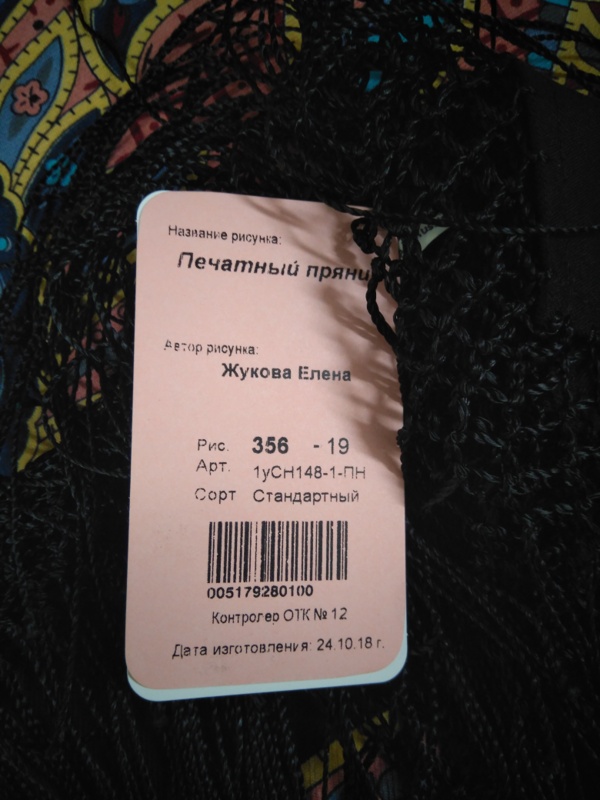 Название рисунка:
Печатный пряни
Автор рисунка:
Жукова Елена
Рис. 356 - 19
Арт. 1уСН148-1-ПН
Сорт Стандартный
005179280100
Контролер ОТК № 12
Дата изготовления: 24.10.18 г.